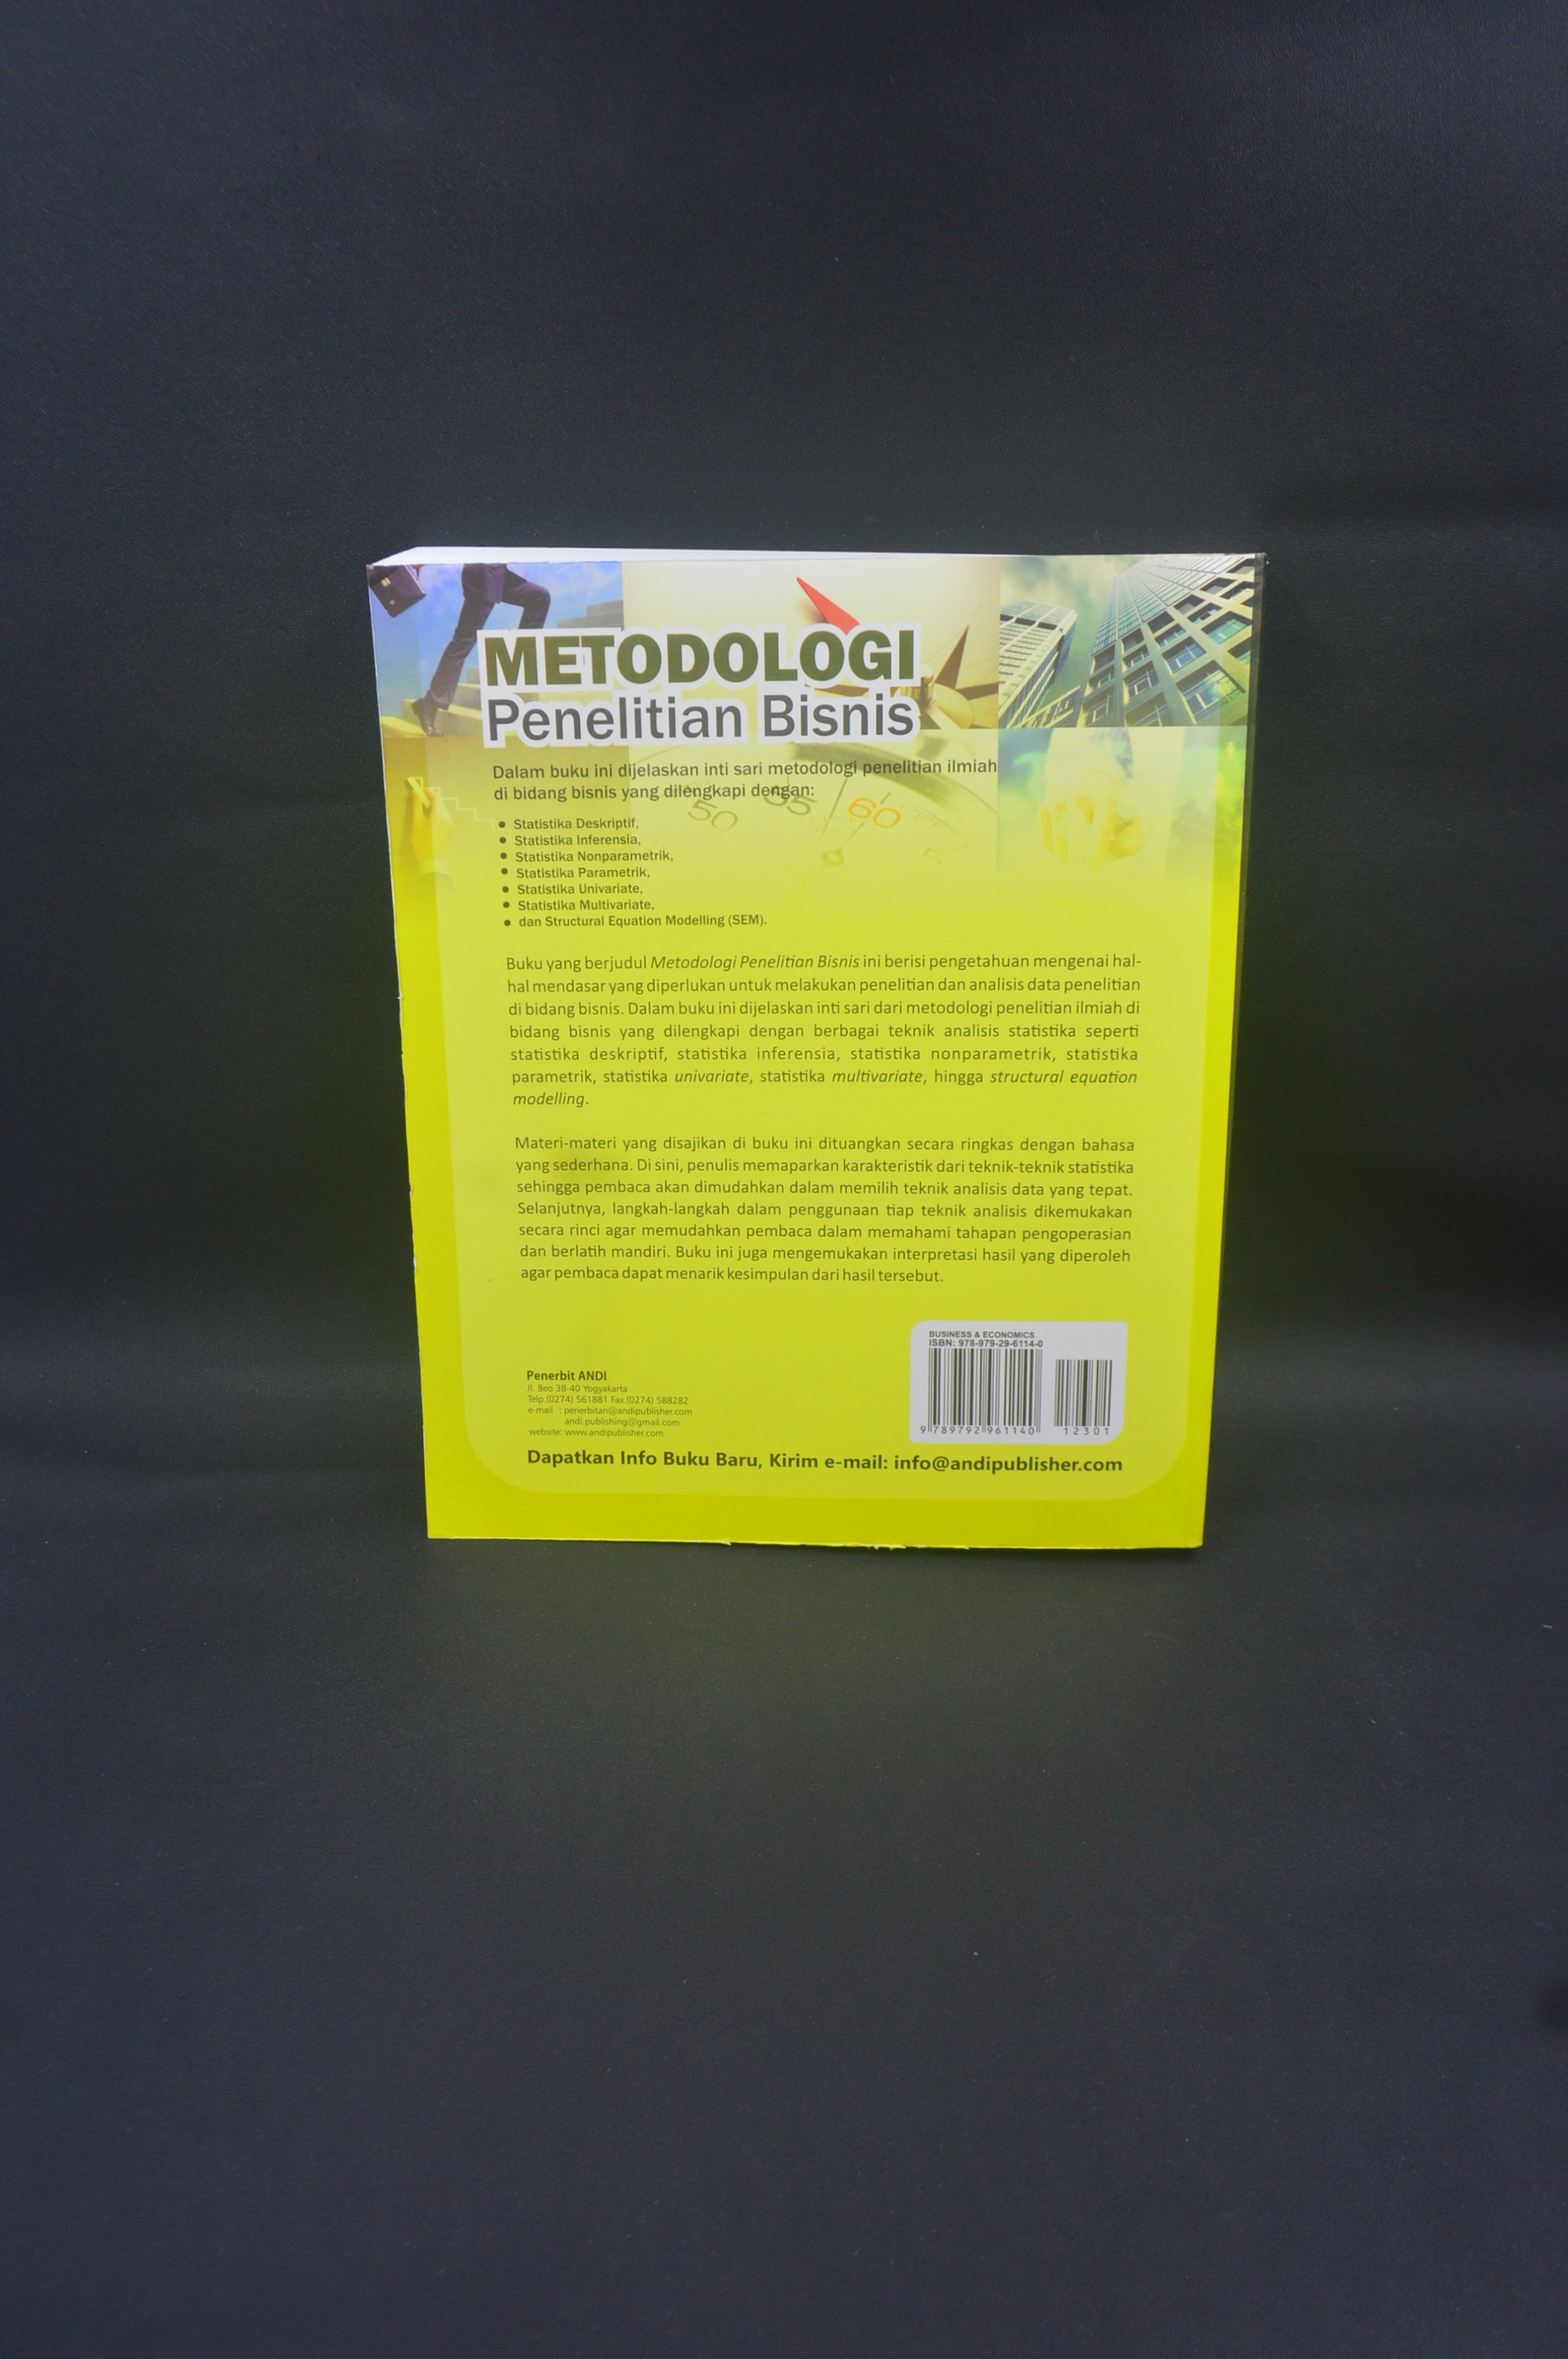 METODOLOGI
Penelitian Bisnis
Dalam buku ini dijelaskan inti sari metodologi penelitian ilmiah
di bidang bisnis yang dilengkapi dengan:
• Statistika Deskriptif,
• Statistika Inferensia,
• Statistika Nonparametrik,
• Statistika Parametrik,
• Statistika Univariate,
• Statistika Multivariate,
• dan Structural Equation Modelling (SEM).
50 55 60 5
Buku yang berjudul Metodologi Penelitian Bisnis ini berisi pengetahuan mengenai hal-
hal mendasar yang diperlukan untuk melakukan penelitian dan analisis data penelitian
di bidang bisnis. Dalam buku ini dijelaskan inti sari dari metodologi penelitian ilmiah di
bidang bisnis yang dilengkapi dengan berbagai teknik analisis statistika seperti
statistika deskriptif, statistika inferensia, statistika nonparametrik, statistika
parametrik, statistika univariate, statistika multivariate, hingga structural equation
modelling.
Materi-materi yang disajikan di buku ini dituangkan secara ringkas dengan bahasa
yang sederhana. Di sini, penulis memaparkan karakteristik dari teknik-teknik statistika
sehingga pembaca akan dimudahkan dalam memilih teknik analisis data yang tepat.
Selanjutnya, langkah-langkah dalam penggunaan tiap teknik analisis dikemukakan
secara rinci agar memudahkan pembaca dalam memahami tahapan pengoperasian
dan berlatih mandiri. Buku ini juga mengemukakan interpretasi hasil yang diperoleh
agar pembaca dapat menarik kesimpulan dari hasil tersebut.
BUSINESS & ECONOMICS
ISBN: 978-979-29-6114-0
9 789792 961140
12301
Penerbit ANDI
Jl. Beo 38-40 Yogyakarta
Telp.(0274) 561881 Fax.(0274) 588282
e-mail : penerbitan@andipublisher.com
andi.publishing@gmail.com
website: www.andipublisher.com
Dapatkan Info Buku Baru, Kirim e-mail: info@andipublisher.com